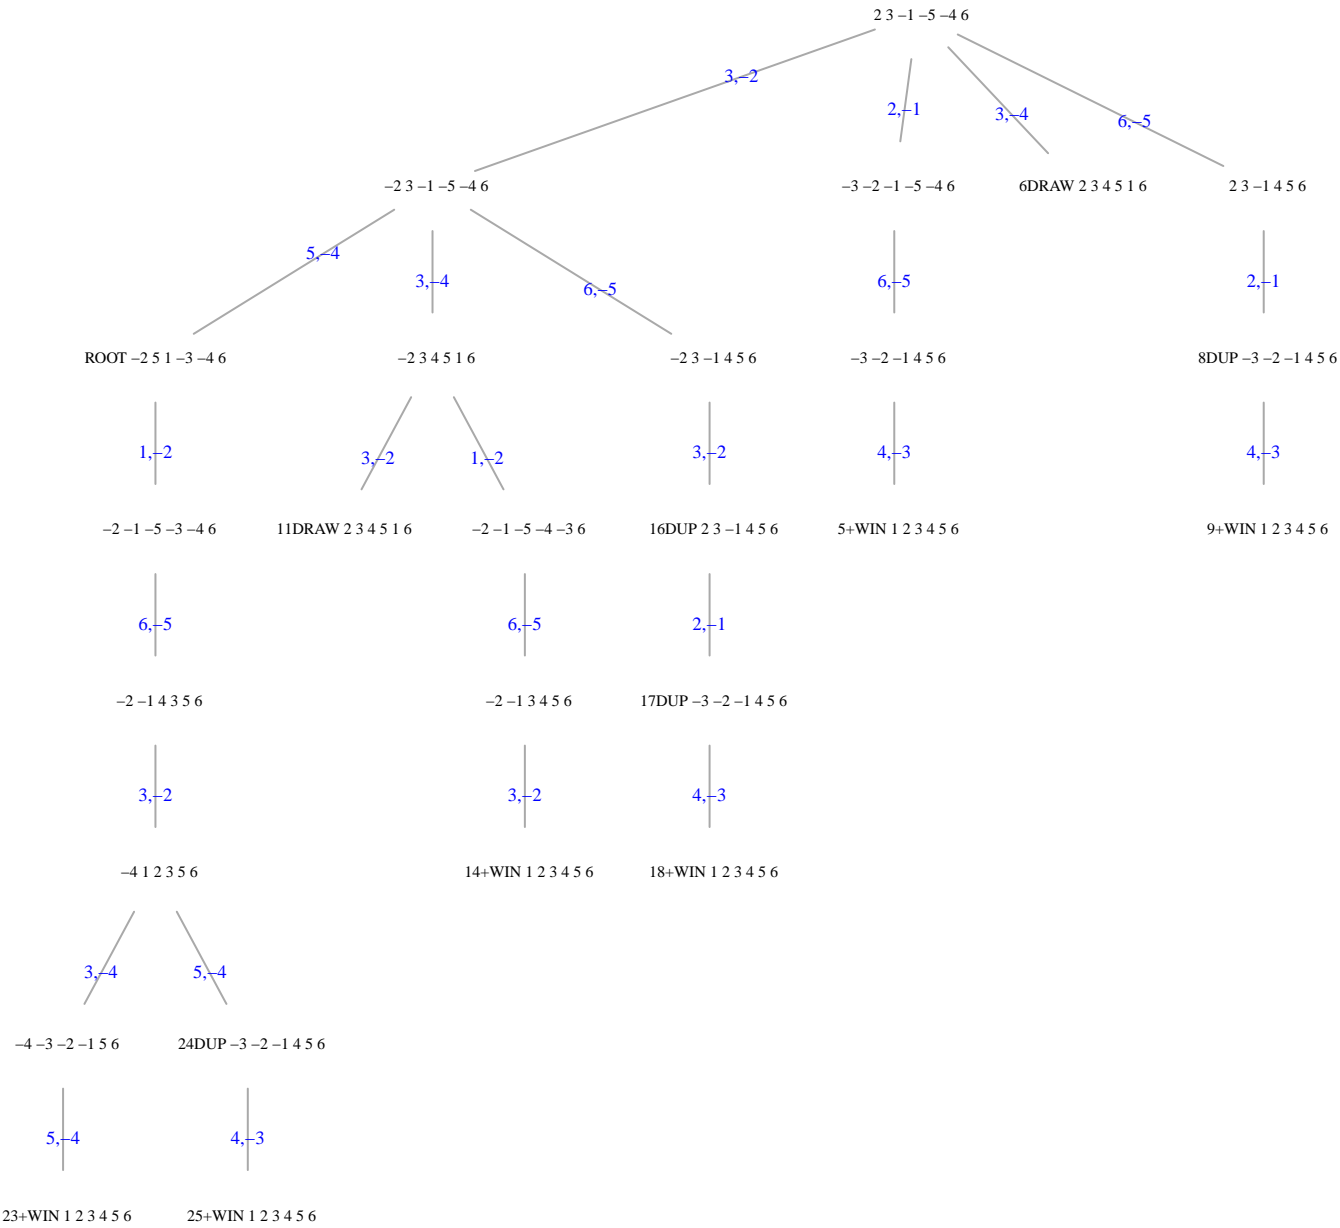 2 3 −1 −5 −4 6
3,−2
2,−1
3,−4
6,−5
−2 3 −1 −5 −4 6
−3 −2 −1 −5 −4 6
6DRAW 2 3 4 5 1 6
2 3 −1 4 5 6
5,−4
3,−4
6,−5
6,−5
2,−1
ROOT −2 5 1 −3 −4 6
−2 3 4 5 1 6
−2 3 −1 4 5 6
−3 −2 −1 4 5 6
8DUP −3 −2 −1 4 5 6
1,−2
3,−2
1,−2
3,−2
4,−3
4,−3
−2 −1 −5 −3 −4 6
11DRAW 2 3 4 5 1 6
−2 −1 −5 −4 −3 6
16DUP 2 3 −1 4 5 6
5+WIN 1 2 3 4 5 6
9+WIN 1 2 3 4 5 6
6,−5
6,−5
2,−1
−2 −1 4 3 5 6
−2 −1 3 4 5 6
17DUP −3 −2 −1 4 5 6
3,−2
3,−2
4,−3
−4 1 2 3 5 6
14+WIN 1 2 3 4 5 6
18+WIN 1 2 3 4 5 6
3,−4
5,−4
−4 −3 −2 −1 5 6
24DUP −3 −2 −1 4 5 6
5,−4
4,−3
23+WIN 1 2 3 4 5 6
25+WIN 1 2 3 4 5 6